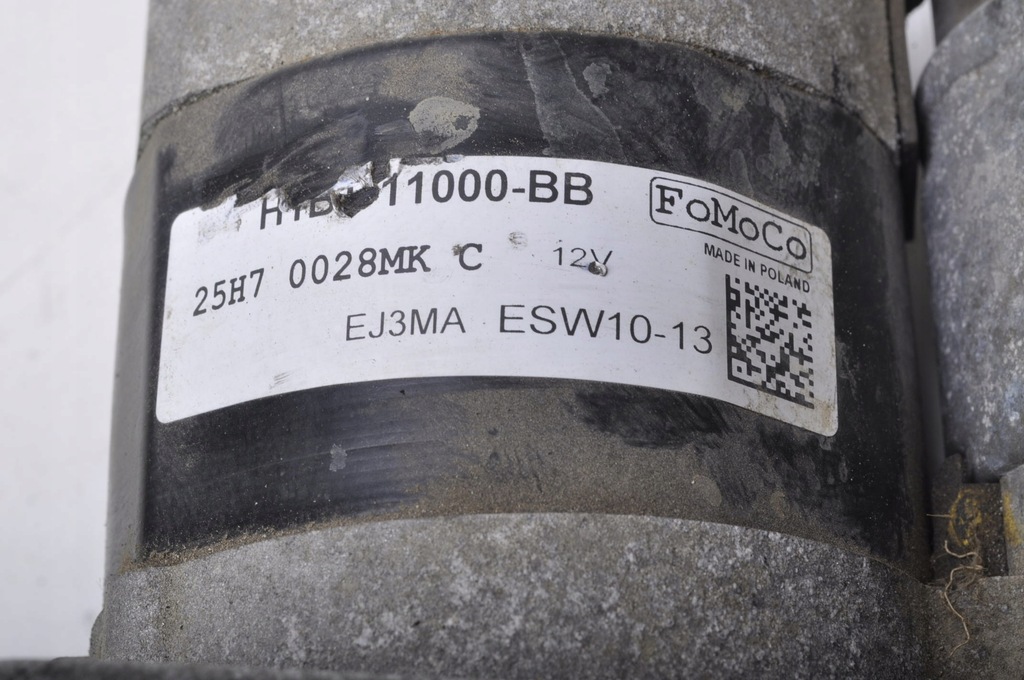 11000-BB
FoMoCo
MADE IN POLAND
25H7 0028MK C 12V
EJ3MA ESW10-13